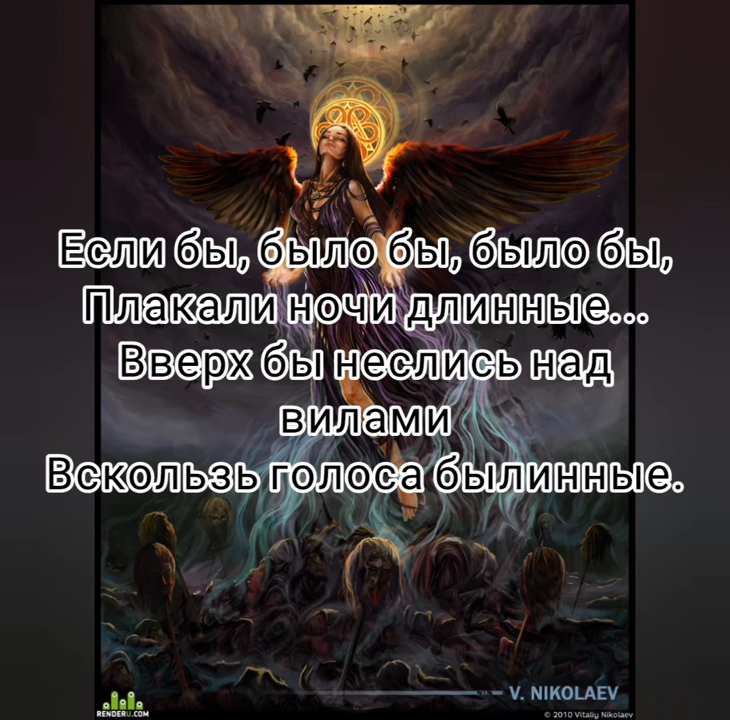 Если бы, было бы, было бы,
Плакали ночи длинные...
Вверх бы неслись над
вилами
Вскользь голоса былинные.
V. NIKOLAEV
RENDERU.COM
© 2010 Vitaliy Nikolaev